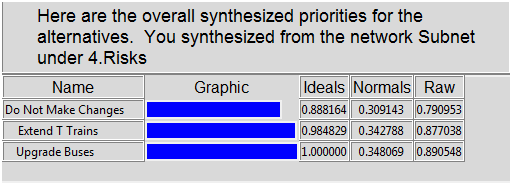 Here are the overall synthesized priorities for the
alternatives. You synthesized from the network Subnet
under 4.Risks
Name Graphic Ideals Normals Raw
Do Not Make Changes 0.888164 0.309143 0.790953
Extend T Trains 0.984829 0.342788 0.877038
Upgrade Buses 1.000000 0.348069 0.890548